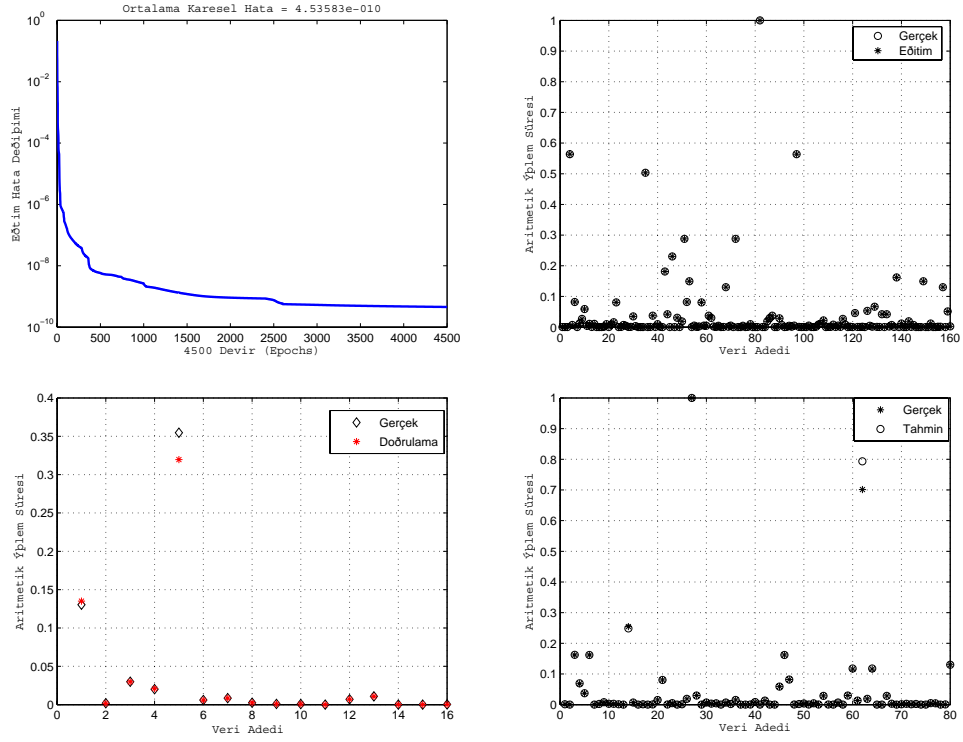 Ortalama Karesel Hata = 4.53583e-010
10^0
10^-2
10^-4
10^-6
10^-8
10^-10
Eðtim Hata Deðiþimi
0 500 1000 1500 2000 2500 3000 3500 4000 4500
4500 Devir (Epochs)
1
0.9
0.8
0.7
0.6
0.5
0.4
0.3
0.2
0.1
0
Aritmetik Ýþlem Süresi
Gerçek
Eðitim
0 20 40 60 80 100 120 140 160
Veri Adedi
0.4
0.35
0.3
0.25
0.2
0.15
0.1
0.05
0
Aritmetik Ýþlem Süresi
Gerçek
Doðrulama
0 2 4 6 8 10 12 14 16
Veri Adedi
1
0.9
0.8
0.7
0.6
0.5
0.4
0.3
0.2
0.1
0
Aritmetik Ýþlem Süresi
Gerçek
Tahmin
0 10 20 30 40 50 60 70 80
Veri Adedi